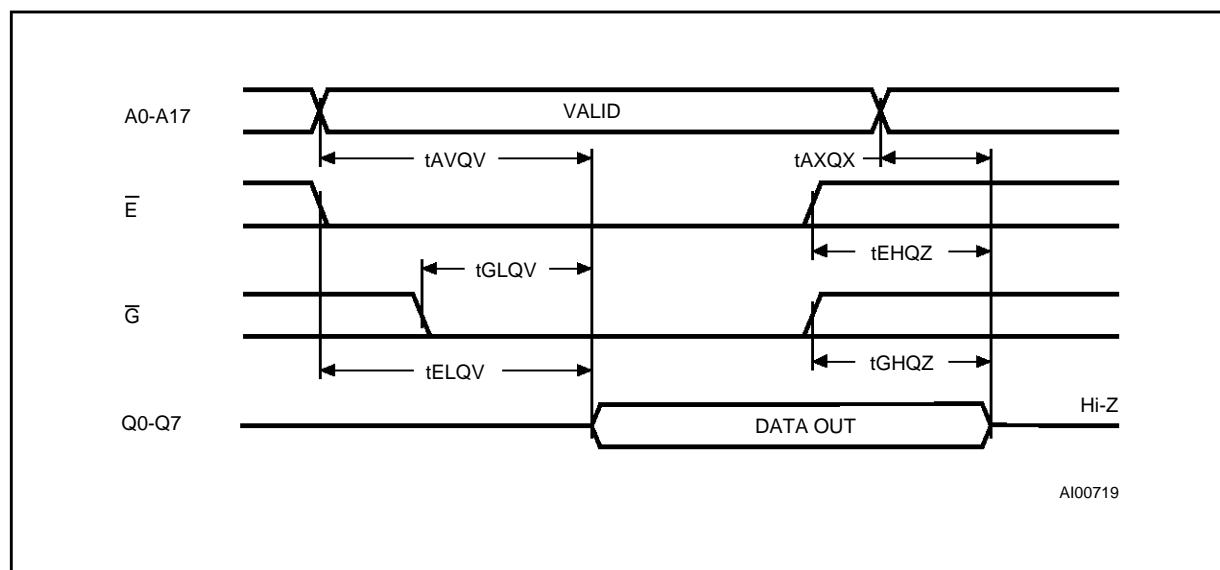 A0-A17
VALID
tAVQV
tAXQX
E̅
tEHQZ
tGLQV
G̅
tGHQZ
tELQV
Hi-Z
Q0-Q7
DATA OUT
AI00719